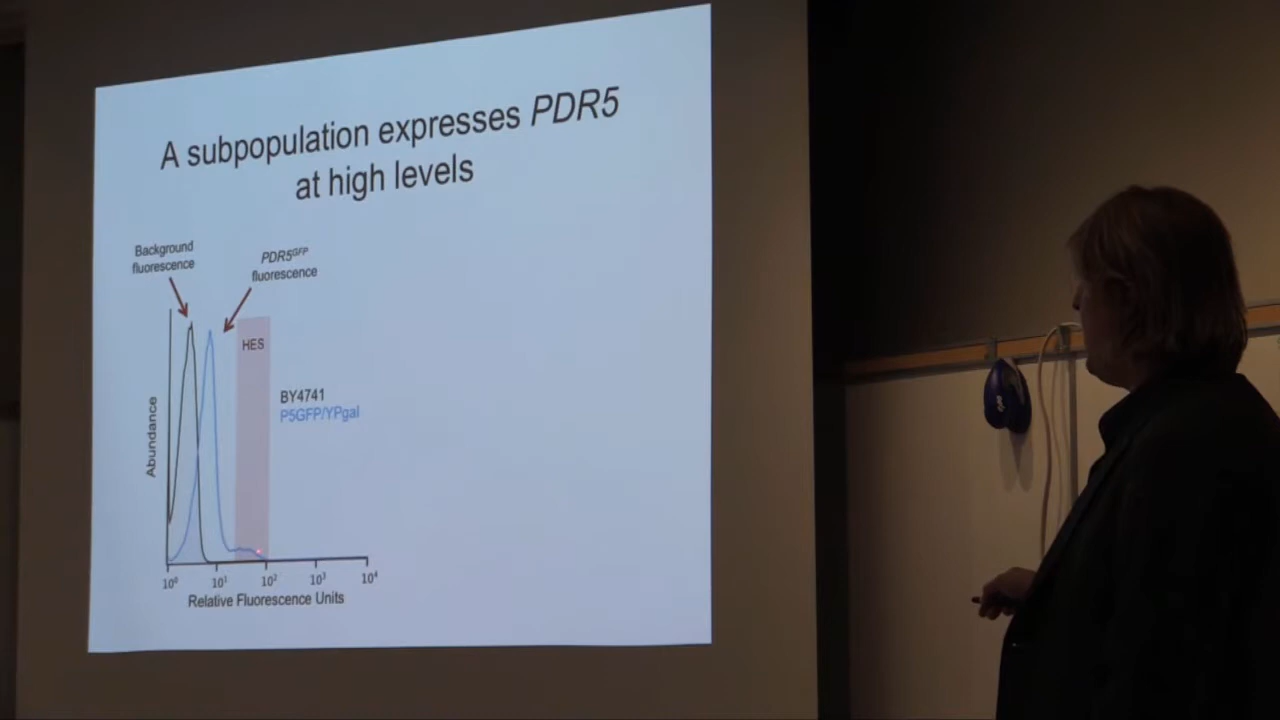 A subpopulation expresses PDR5
at high levels
Background
fluorescence
PDR5GFP
fluorescence
HES
BY4741
P5GFP/YPgal
Abundance
10⁰ 10¹ 10² 10³ 10⁴
Relative Fluorescence Units